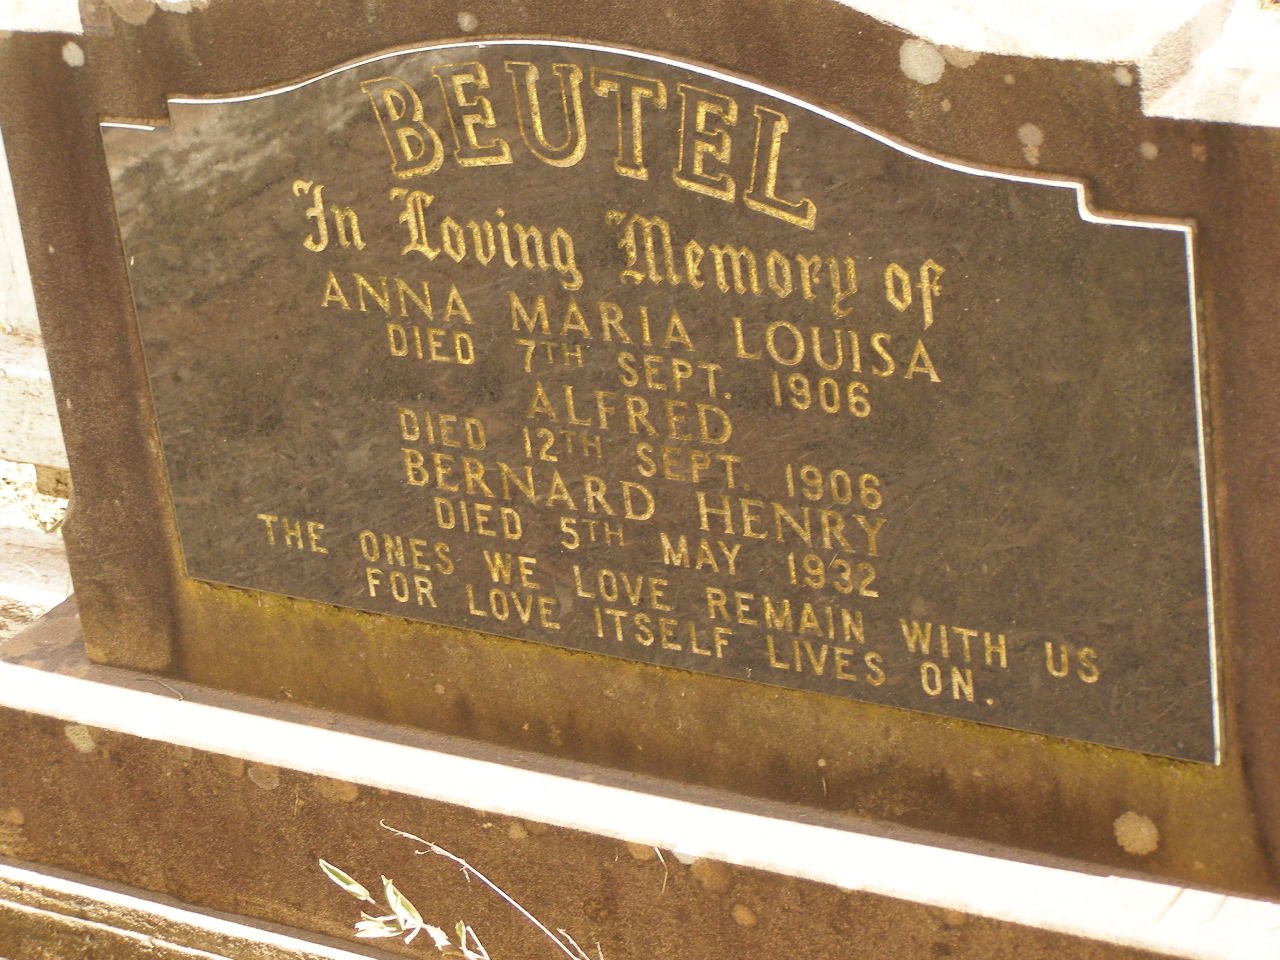 BEUTEL
In Loving Memory of
ANNA MARIA LOUISA
DIED 7TH SEPT. 1906
ALFRED
DIED 12TH SEPT. 1906
BERNARD HENRY
DIED 5TH MAY 1932
THE ONES WE LOVE REMAIN WITH US
FOR LOVE ITSELF LIVES ON.